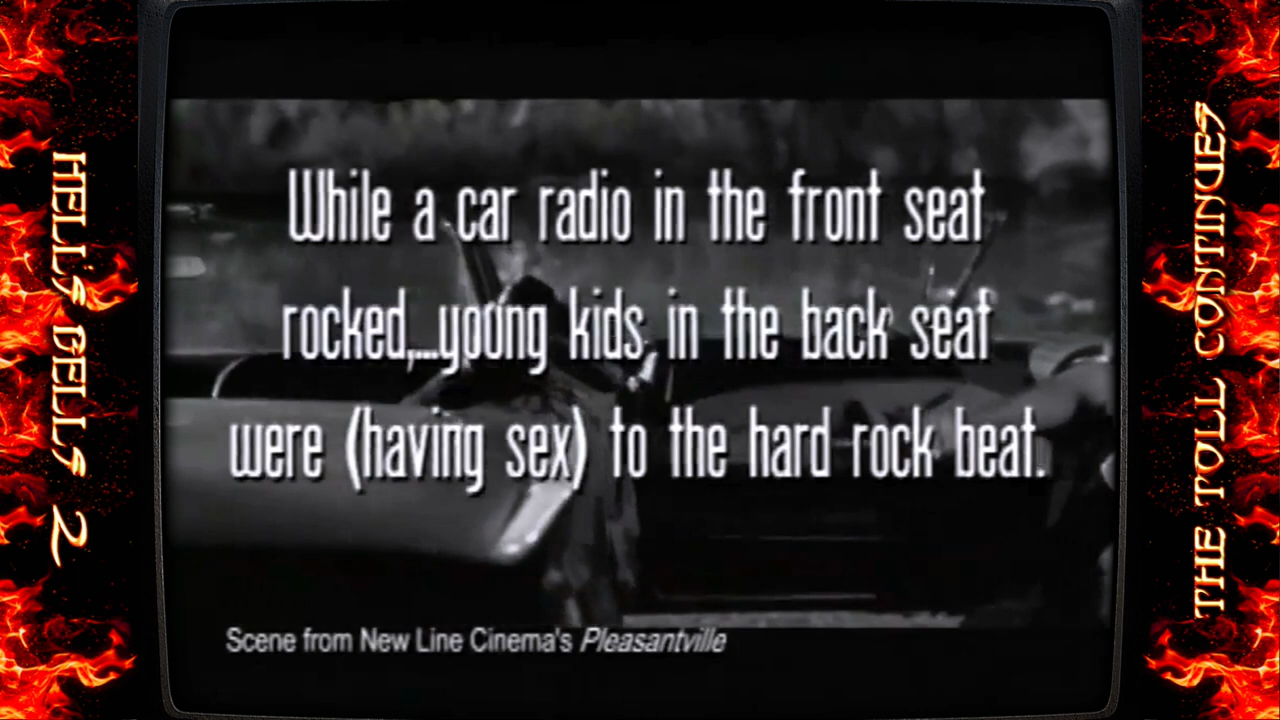 HELL'S BELLS 2
While a car radio in the front seat
rocked,...young kids, in the back seat
were (having sex) to the hard rock beat.
Scene from New Line Cinema's Pleasantville
THE TOLL CONTINUES